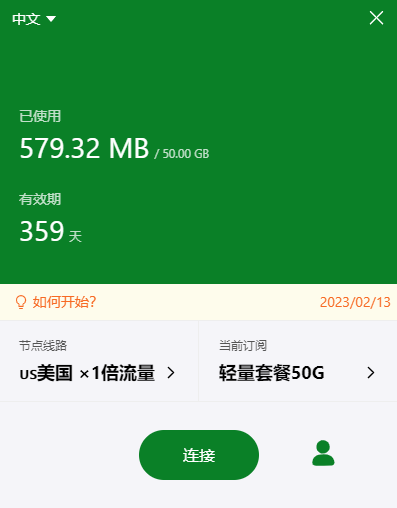 中文
已使用
579.32 MB / 50.00 GB
有效期
359 天
如何开始？ 2023/02/13
节点线路 当前订阅
US美国 ×1倍流量 轻量套餐50G
连接